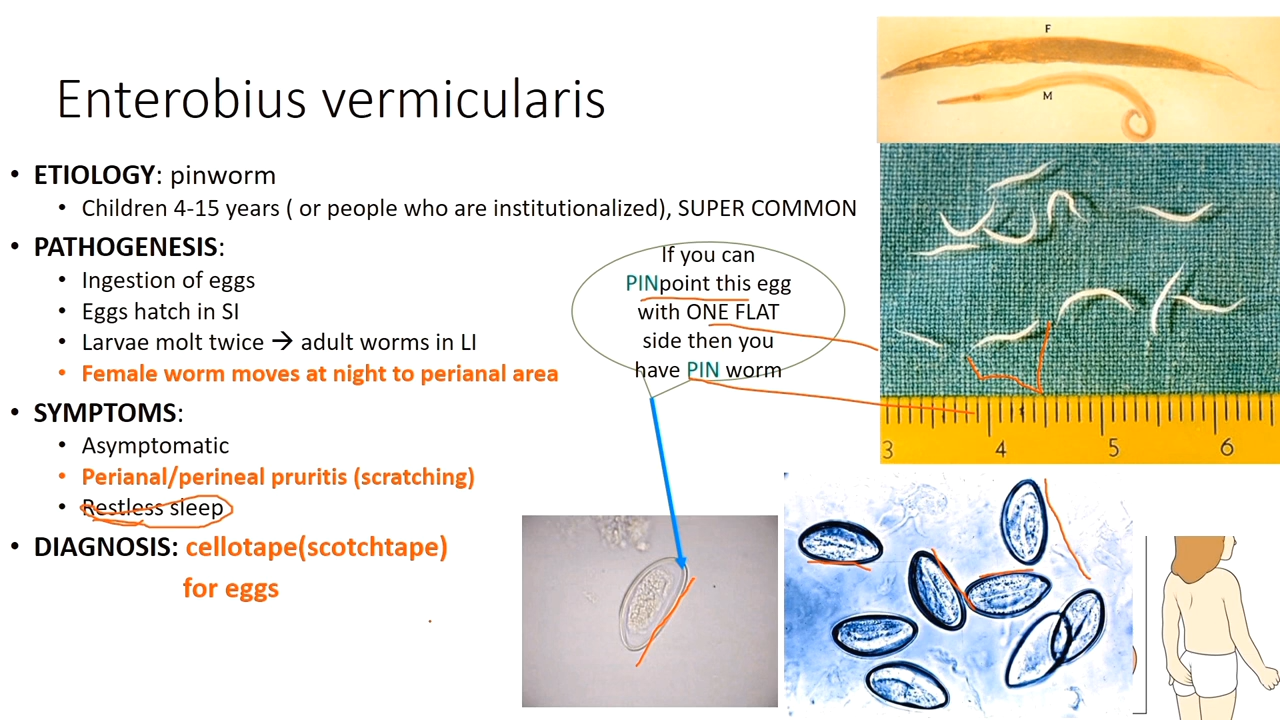 Enterobius vermicularis
• ETIOLOGY: pinworm
• Children 4-15 years ( or people who are institutionalized), SUPER COMMON
• PATHOGENESIS:
• Ingestion of eggs
• Eggs hatch in SI
• Larvae molt twice → adult worms in LI
• Female worm moves at night to perianal area
• SYMPTOMS:
• Asymptomatic
• Perianal/perineal pruritis (scratching)
• Restless sleep
• DIAGNOSIS: cellotape(scotchtape)
for eggs
If you can
PINpoint this egg
with ONE FLAT
side then you
have PIN worm
F
M
3 4 5 6